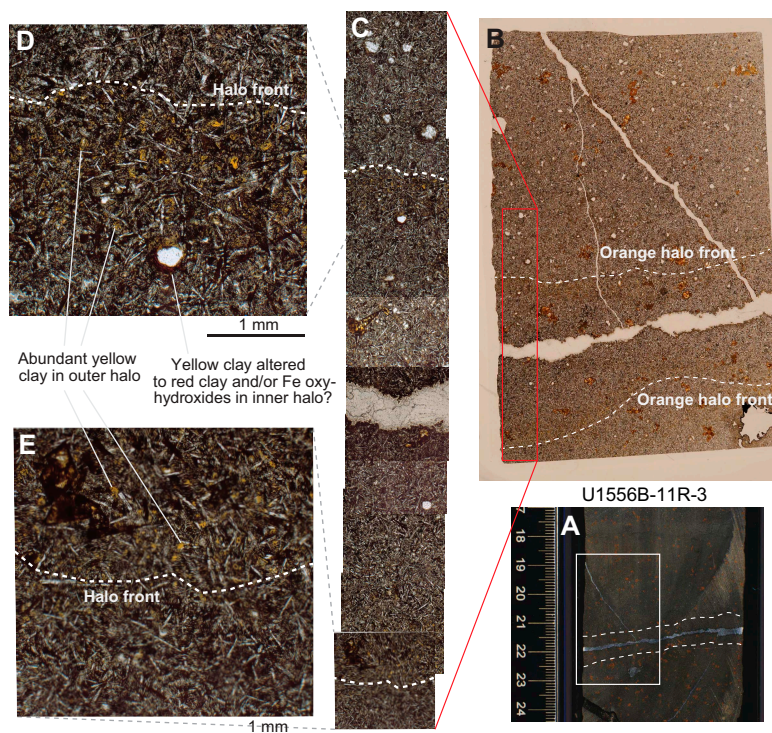 D
Halo front
1 mm
Abundant yellow
clay in outer halo
Yellow clay altered
to red clay and/or Fe oxy-
hydroxides in inner halo?
E
Halo front
1 mm
C
B
Orange halo front
Orange halo front
U1556B-11R-3
A
17
18
19
20
21
22
23
24